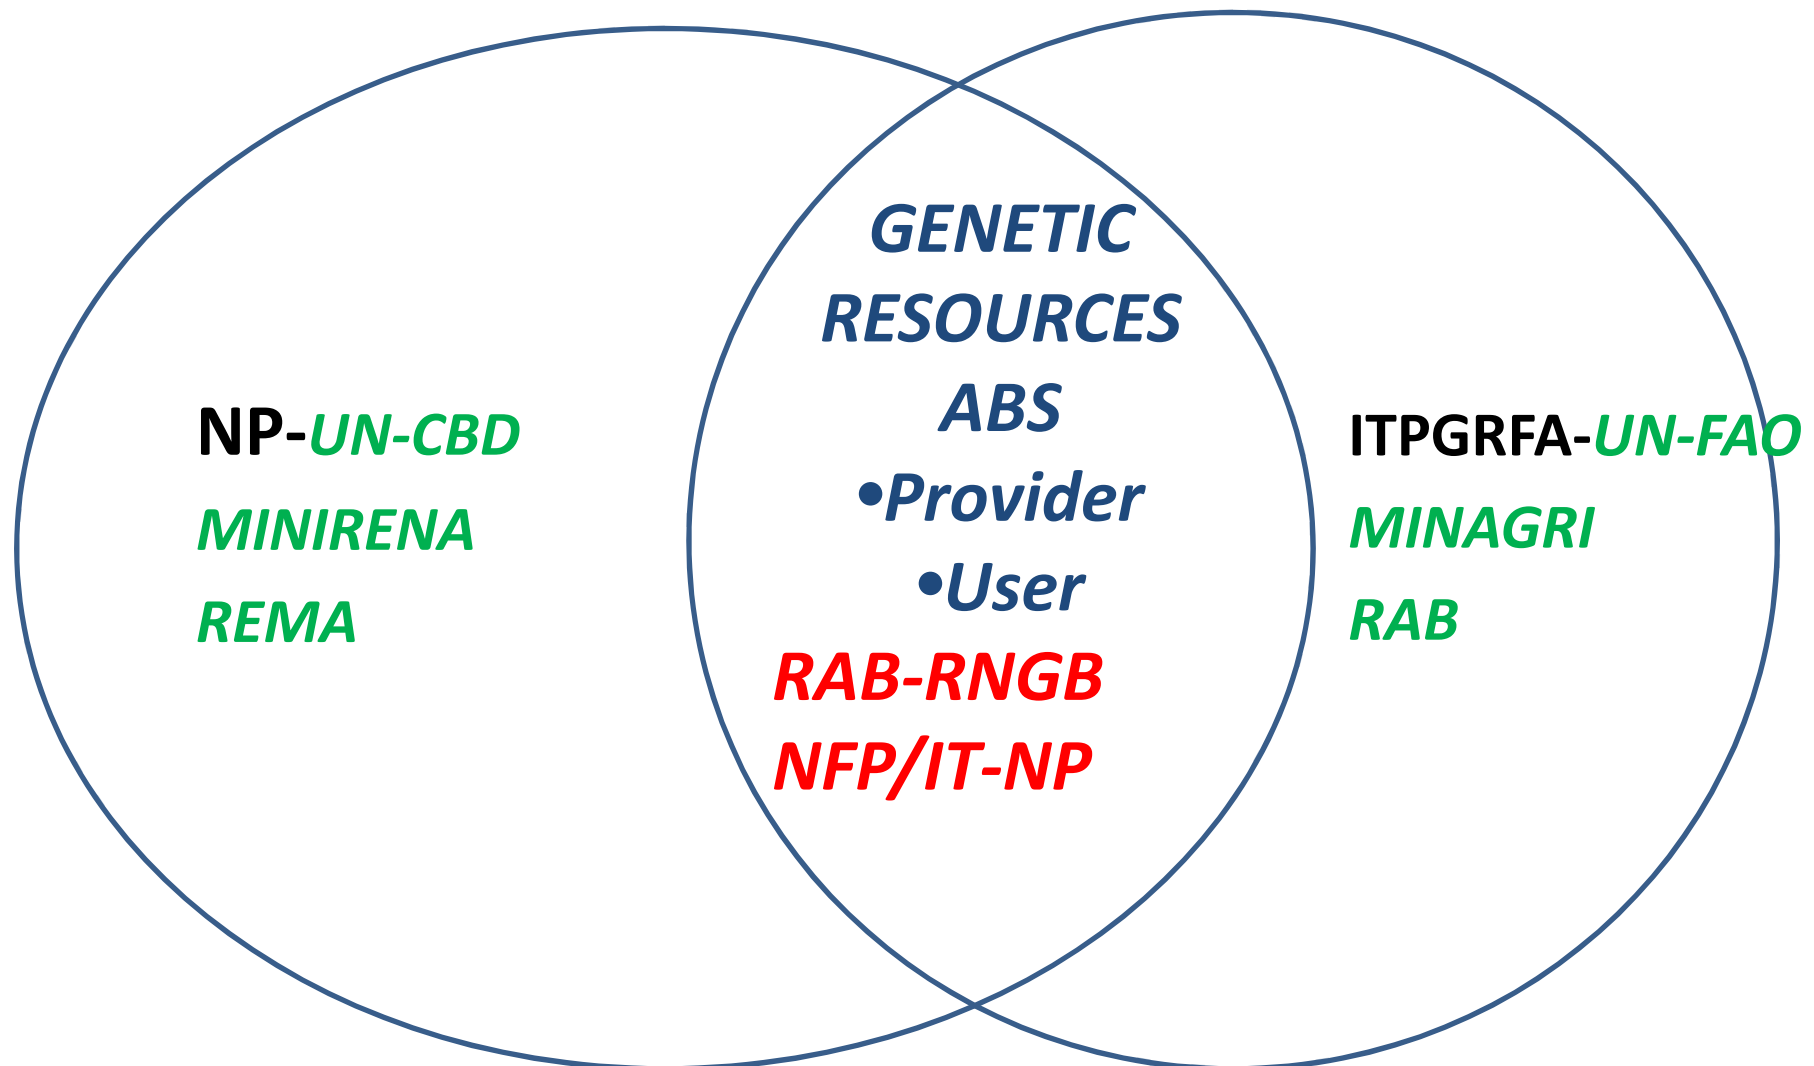 NP-UN-CBD
MINIRENA
REMA
GENETIC
RESOURCES
ABS
•Provider
•User
RAB-RNGB
NFP/IT-NP
ITPGRFA-UN-FAO
MINAGRI
RAB